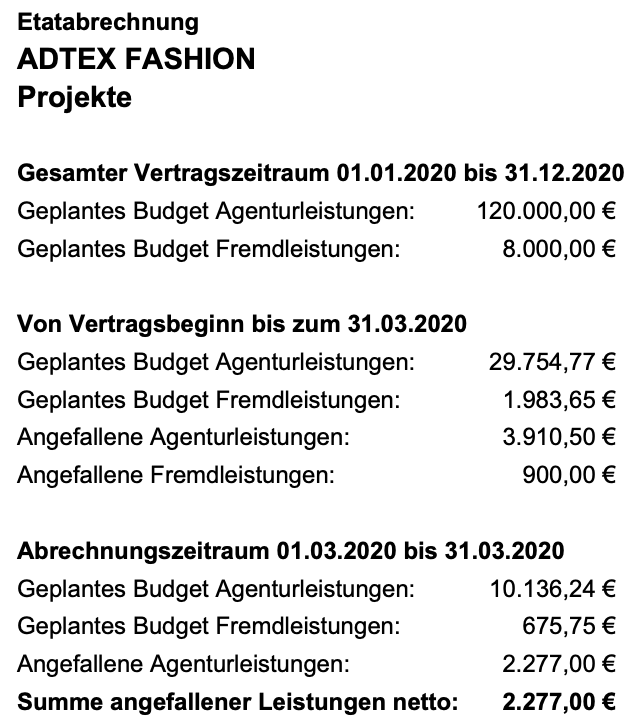 Etatabrechnung
ADTEX FASHION
Projekte
Gesamter Vertragszeitraum 01.01.2020 bis 31.12.2020
Geplantes Budget Agenturleistungen: 120.000,00 €
Geplantes Budget Fremdleistungen: 8.000,00 €
Von Vertragsbeginn bis zum 31.03.2020
Geplantes Budget Agenturleistungen: 29.754,77 €
Geplantes Budget Fremdleistungen: 1.983,65 €
Angefallene Agenturleistungen: 3.910,50 €
Angefallene Fremdleistungen: 900,00 €
Abrechnungszeitraum 01.03.2020 bis 31.03.2020
Geplantes Budget Agenturleistungen: 10.136,24 €
Geplantes Budget Fremdleistungen: 675,75 €
Angefallene Agenturleistungen: 2.277,00 €
Summe angefallener Leistungen netto: 2.277,00 €